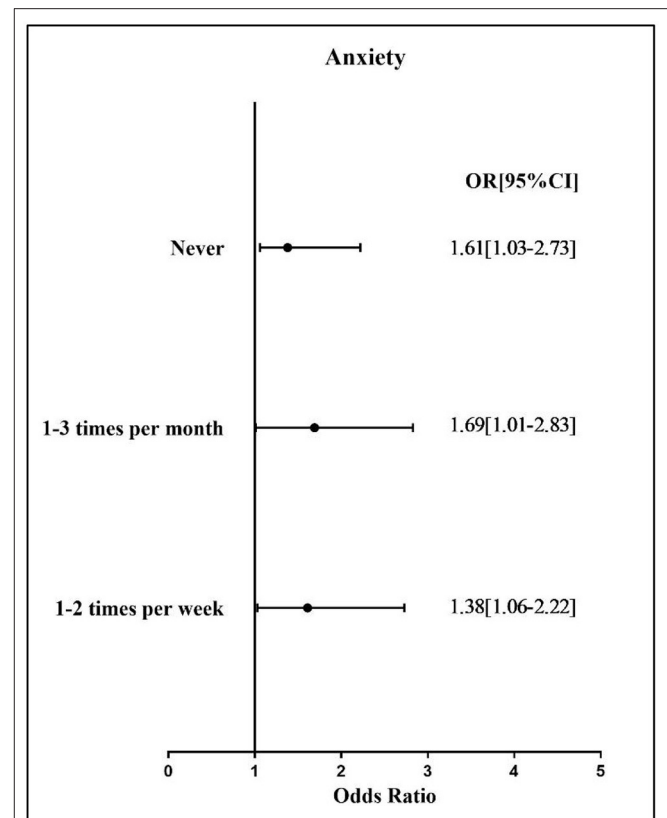 Anxiety
OR[95%CI]
Never 1.61[1.03-2.73]
1-3 times per month 1.69[1.01-2.83]
1-2 times per week 1.38[1.06-2.22]
0 1 2 3 4 5
Odds Ratio